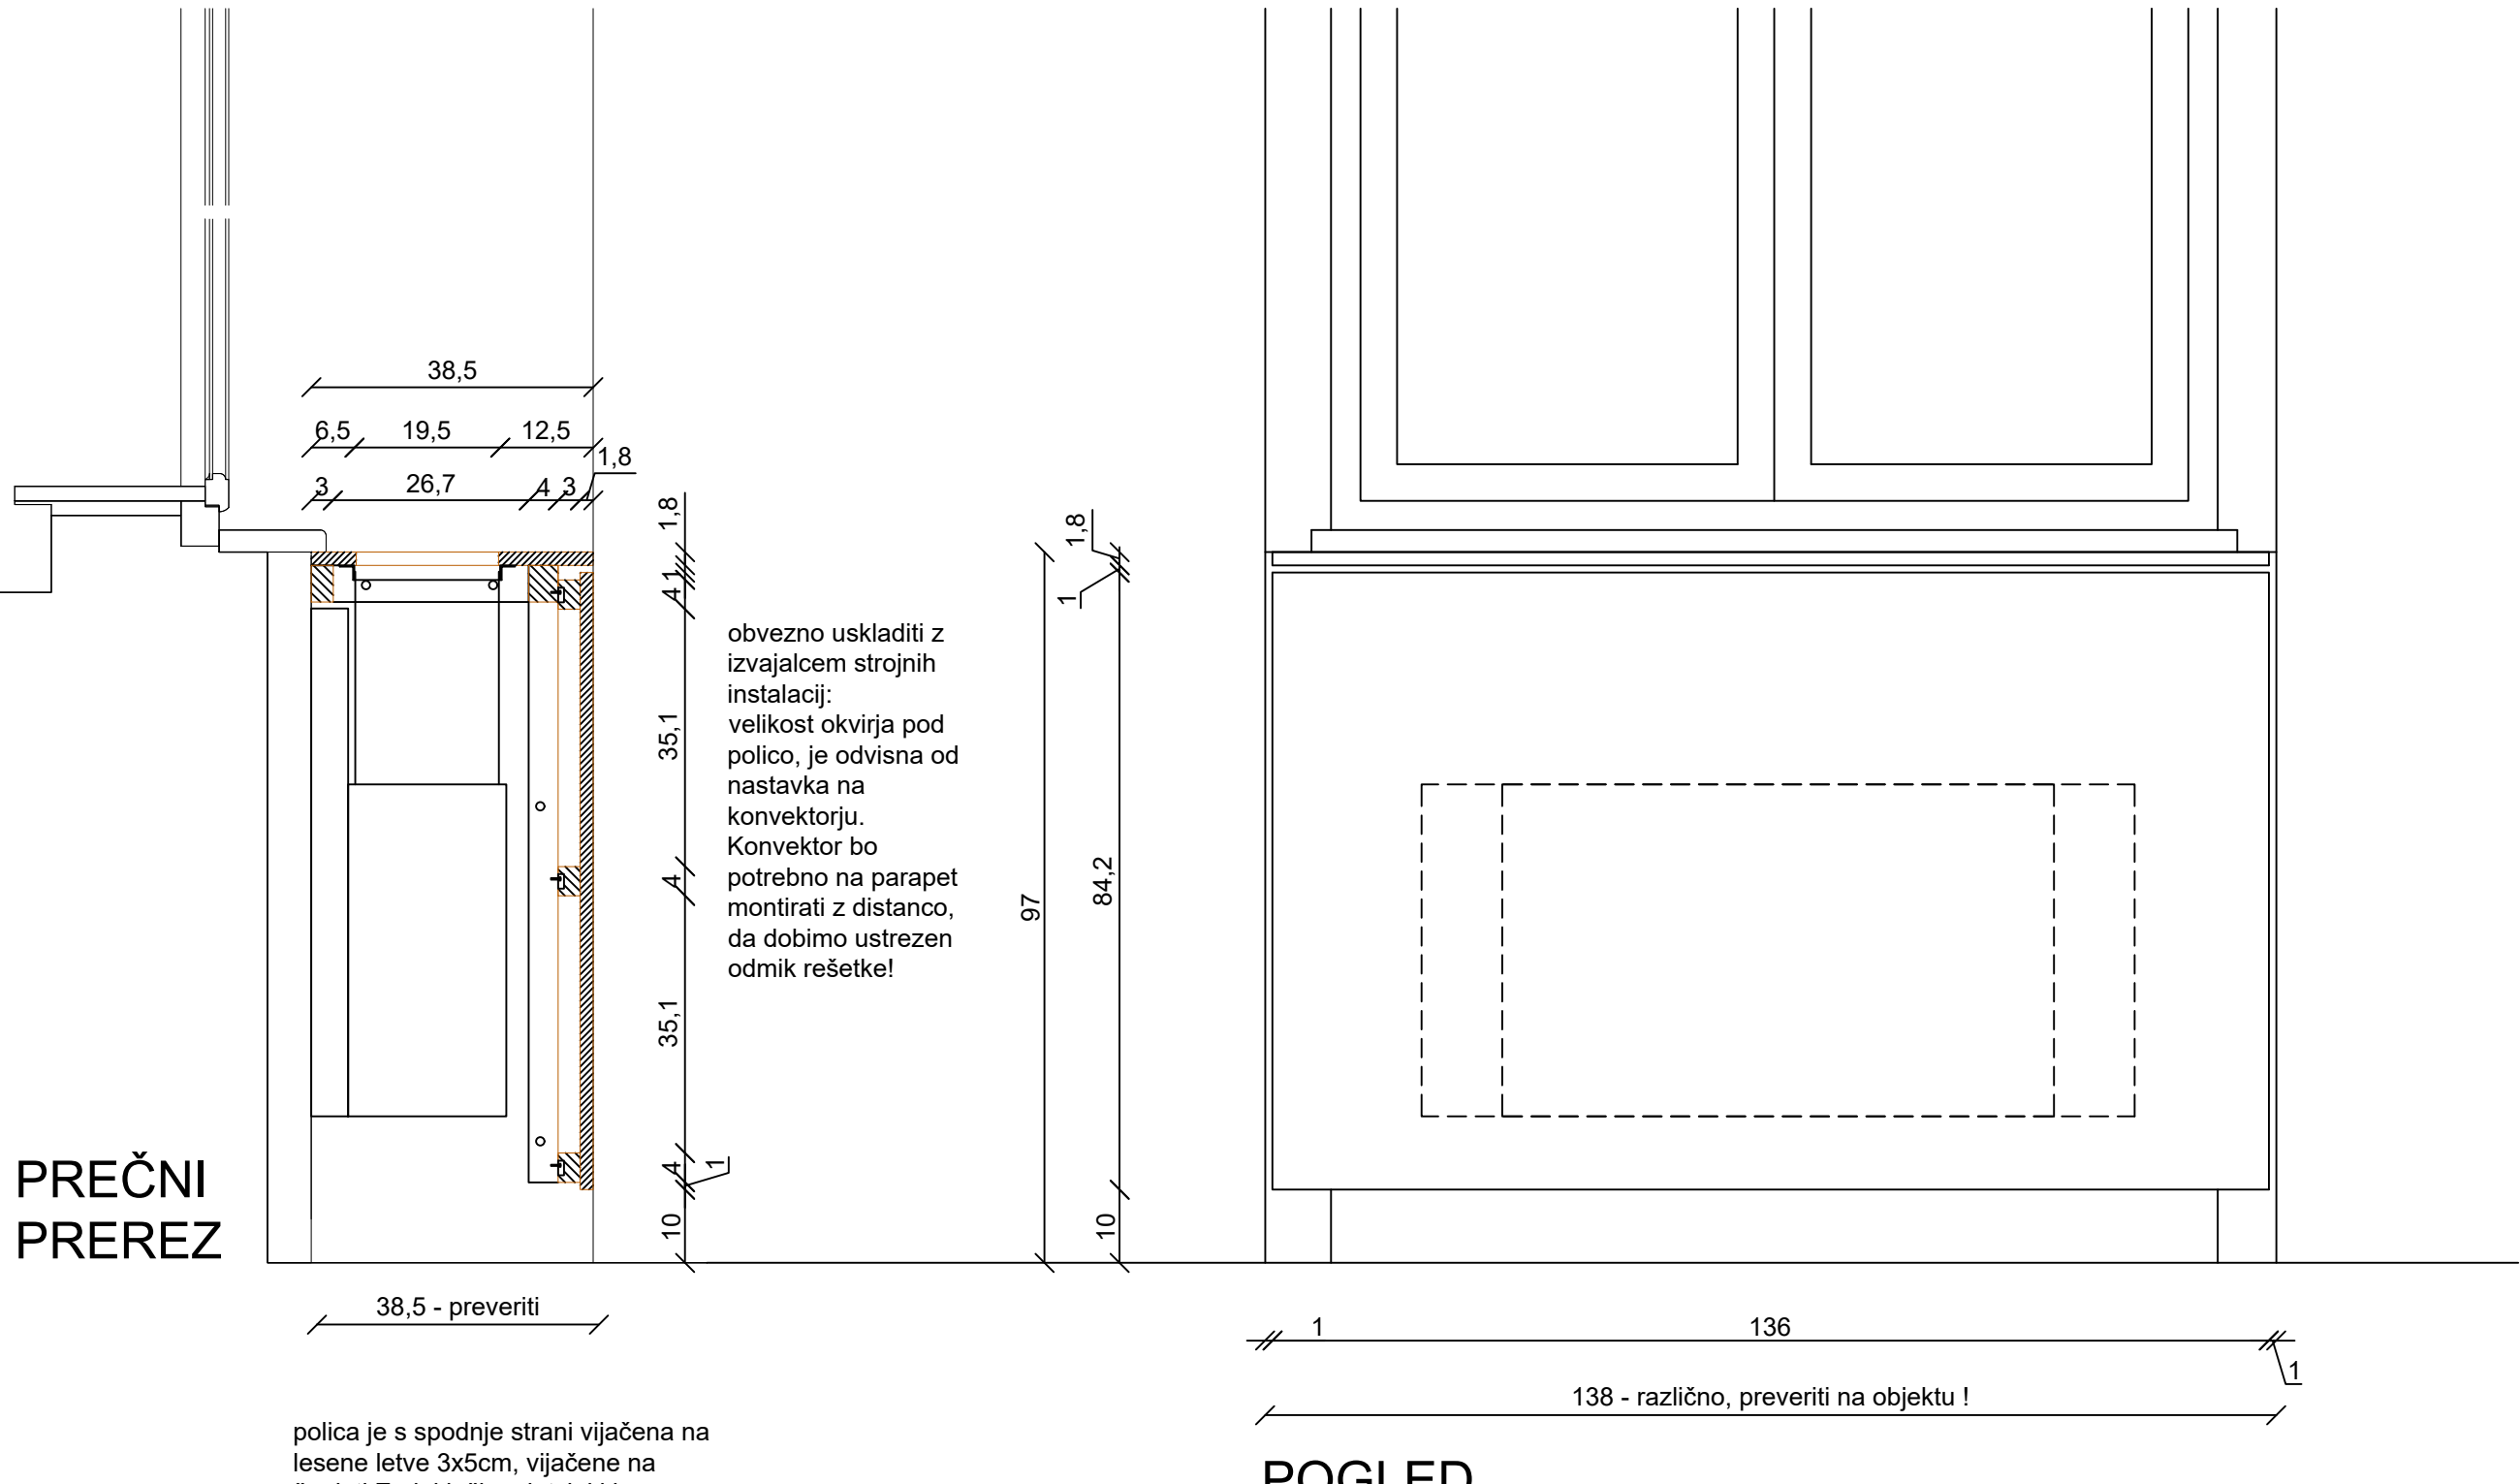 38,5
6,5 19,5 12,5
1,8
3 26,7 4 3
1,8
1
4
35,1
4
35,1
4
1
10
obvezno uskladiti z
izvajalcem strojnih
instalacij:
velikost okvirja pod
polico, je odvisna od
nastavka na
konvektorju.
Konvektor bo
potrebno na parapet
montirati z distanco,
da dobimo ustrezen
odmik rešetke!
1,8
1
97
84,2
10
PREČNI
PREREZ
38,5 - preveriti
1 136
1
138 - različno, preveriti na objektu !
polica je s spodnje strani vijačena na
lesene letve 3x5cm, vijačene na
POGLED